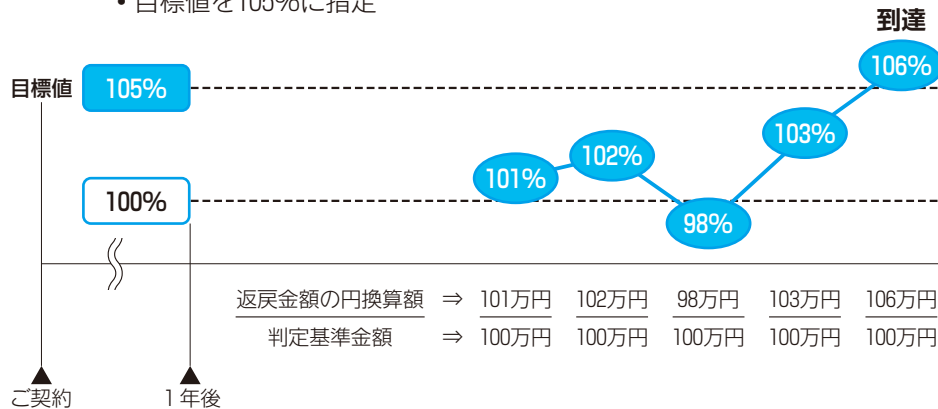 ・目標値を105%に指定
到達
目標値 105% 106%
103%
102%
101%
100%
98%
返戻金額の円換算額 ⇒ 101万円 102万円 98万円 103万円 106万円
判定基準金額 ⇒ 100万円 100万円 100万円 100万円 100万円
ご契約 1年後